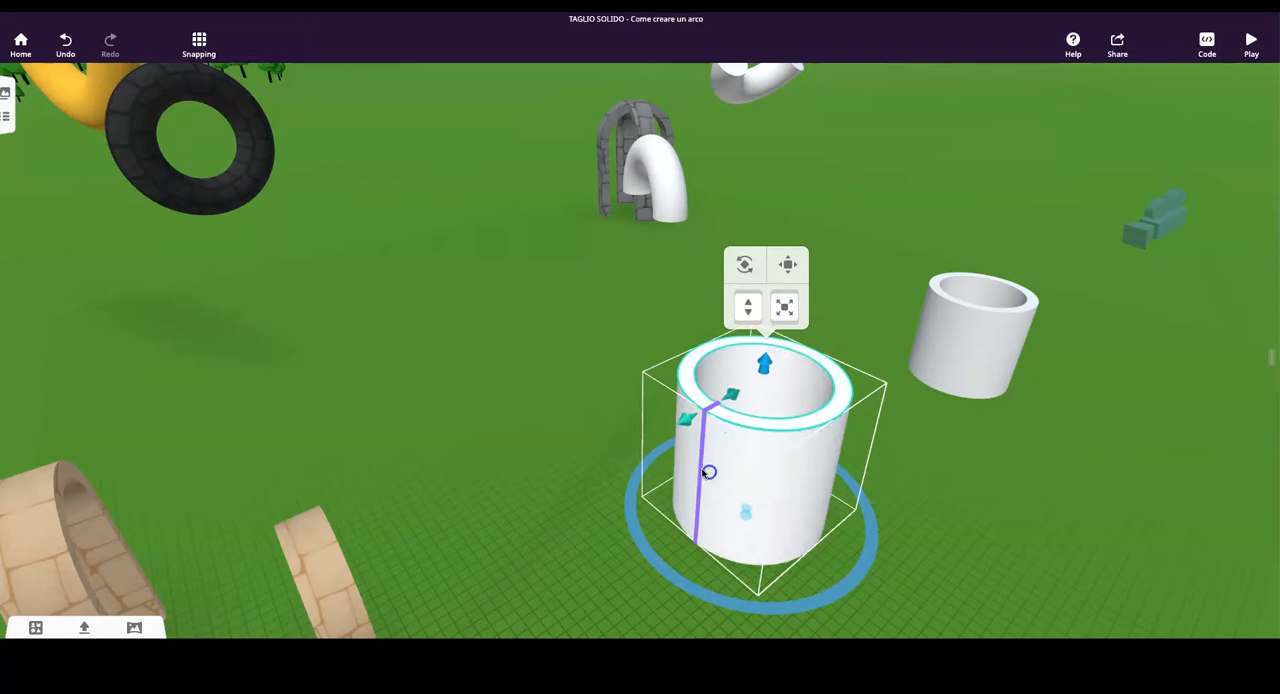 TAGLIO SOLIDO - Come creare un arco
Home
Undo
Redo
Snapping
Help
Share
Code
Play